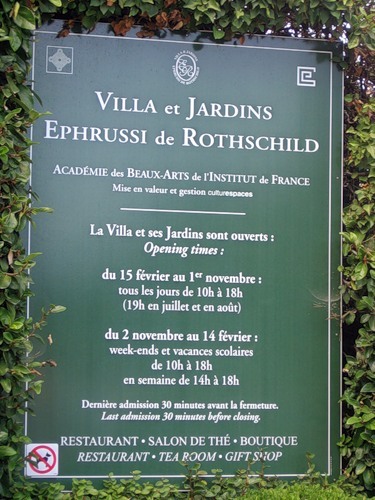 VILLA ET JARDINS
EPHRUSSI DE ROTHSCHILD
ACADÉMIE des BEAUX-ARTS de l'INSTITUT de FRANCE
Mise en valeur et gestion culturespaces
La Villa et ses Jardins sont ouverts :
Opening times :
du 15 février au 1er novembre :
tous les jours de 10h à 18h
(19h en juillet et en août)
du 2 novembre au 14 février :
week-ends et vacances scolaires
de 10h à 18h
en semaine de 14h à 18h
Dernière admission 30 minutes avant la fermeture.
Last admission 30 minutes before closing.
RESTAURANT • SALON DE THÉ • BOUTIQUE
RESTAURANT • TEA ROOM • GIFT SHOP